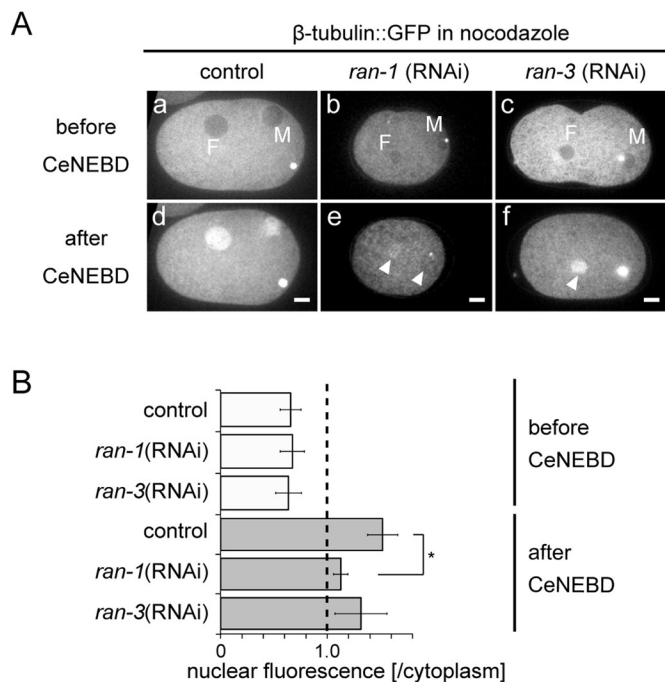 A
β-tubulin::GFP in nocodazole
control ran-1 (RNAi) ran-3 (RNAi)
before
CeNEBD
a F M
b F M
c F M
after
CeNEBD
d
e
f
B
control
ran-1(RNAi)
ran-3(RNAi)
before
CeNEBD
control
ran-1(RNAi)
ran-3(RNAi)
*
after
CeNEBD
0 1.0
nuclear fluorescence [/cytoplasm]